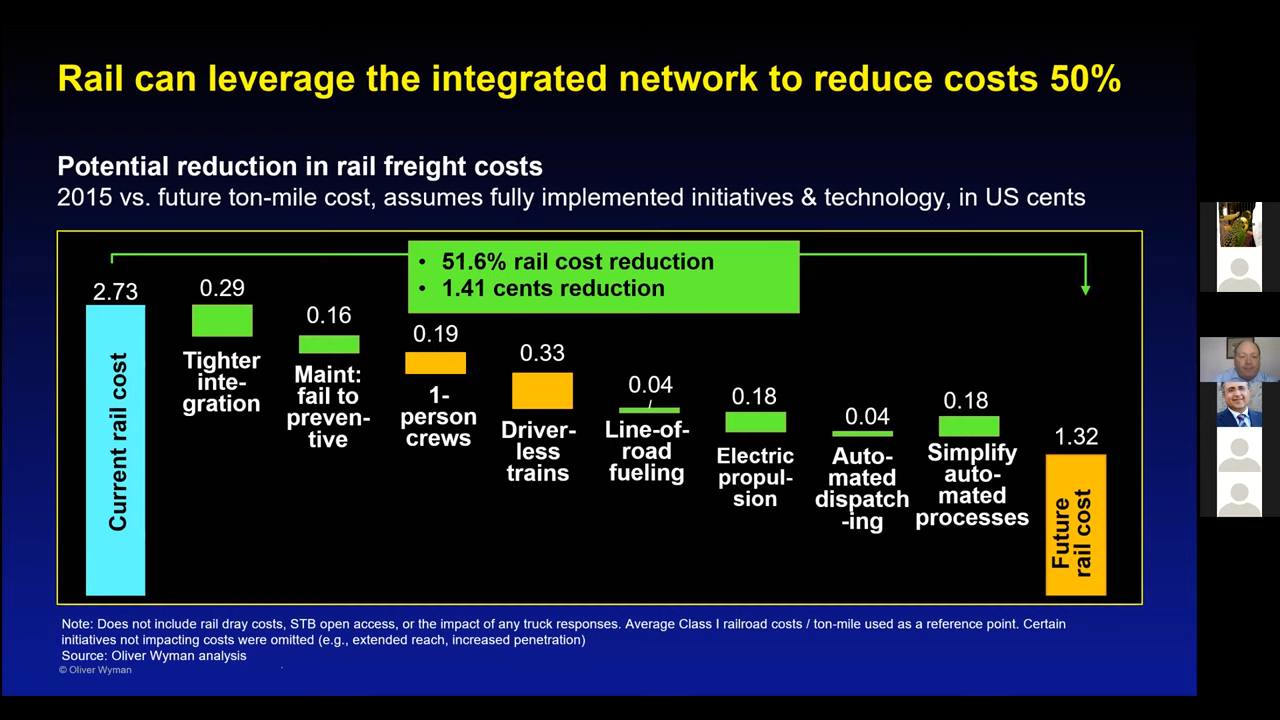 Rail can leverage the integrated network to reduce costs 50%
Potential reduction in rail freight costs
2015 vs. future ton-mile cost, assumes fully implemented initiatives & technology, in US cents
• 51.6% rail cost reduction
• 1.41 cents reduction
2.73
Current rail cost
0.29
Tighter
inte-
gration
0.16
Maint:
fail to
preven-
tive
0.19
1-
person
crews
0.33
Driver-
less
trains
0.04
Line-of-
road
fueling
0.18
Electric
propul-
sion
0.04
Auto-
mated
dispatch
-ing
0.18
Simplify
auto-
mated
processes
1.32
Future
rail cost
Note: Does not include rail dray costs, STB open access, or the impact of any truck responses. Average Class I railroad costs / ton-mile used as a reference point. Certain
initiatives not impacting costs were omitted (e.g., extended reach, increased penetration)
Source: Oliver Wyman analysis
© Oliver Wyman